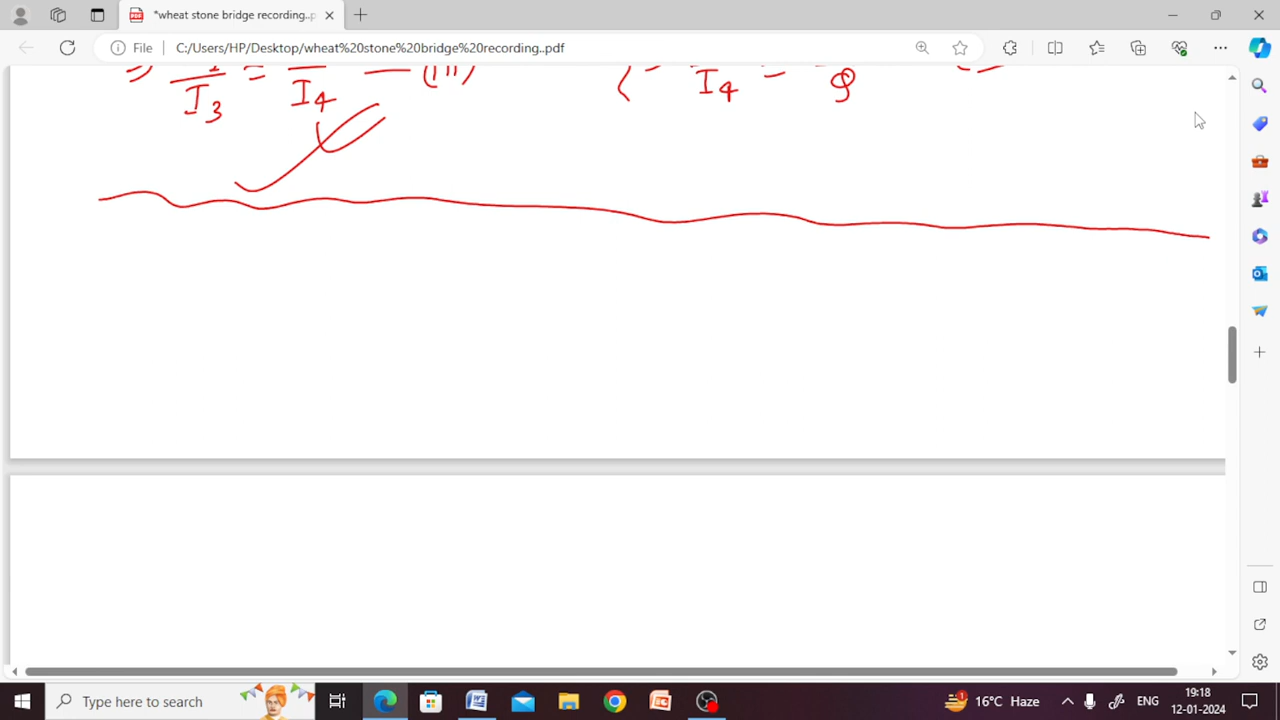 *wheat stone bridge recording..p
File
C:/Users/HP/Desktop/wheat%20stone%20bridge%20recording..pdf
I3 I4 (III)
I4
Type here to search
16°C Haze
ENG
19:18
12-01-2024